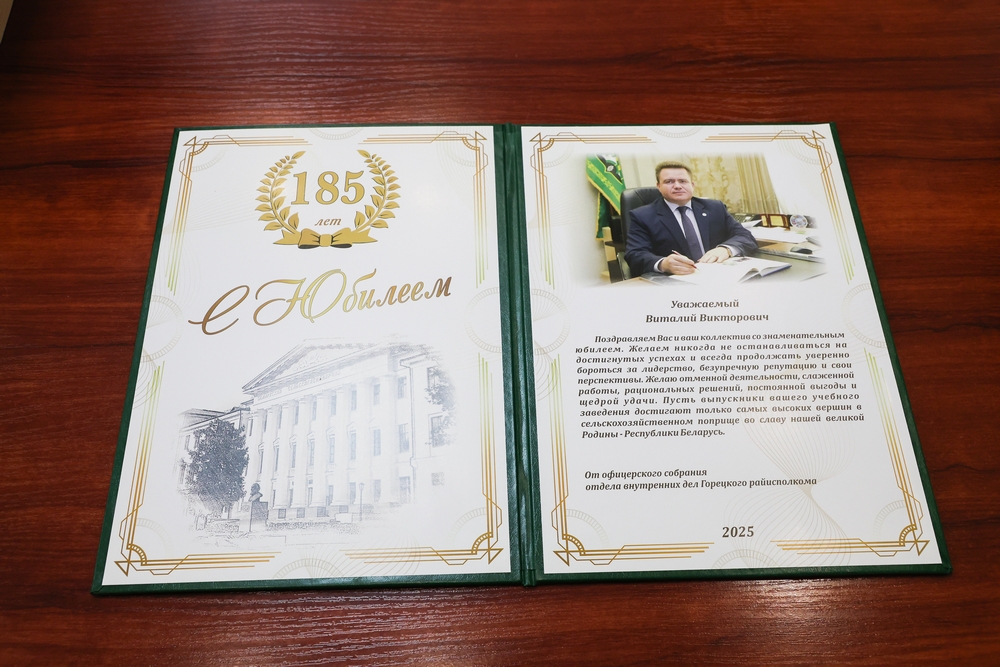 185
лет
С Юбилеем
Уважаемый
Виталий Викторович
Поздравляем Вас и ваш коллектив со знаменательным
юбилеем. Желаем никогда не останавливаться на
достигнутых успехах и всегда продолжать уверенно
бороться за лидерство, безупречную репутацию и свои
перспективы. Желаю отменной деятельности, слаженной
работы, рациональных решений, постоянной выгоды и
щедрой удачи. Пусть выпускники вашего учебного
заведения достигают только самых высоких вершин в
сельскохозяйственном поприще во славу нашей великой
Родины - Республики Беларусь.
От офицерского собрания
отдела внутренних дел Горецкого райисполкома
2025